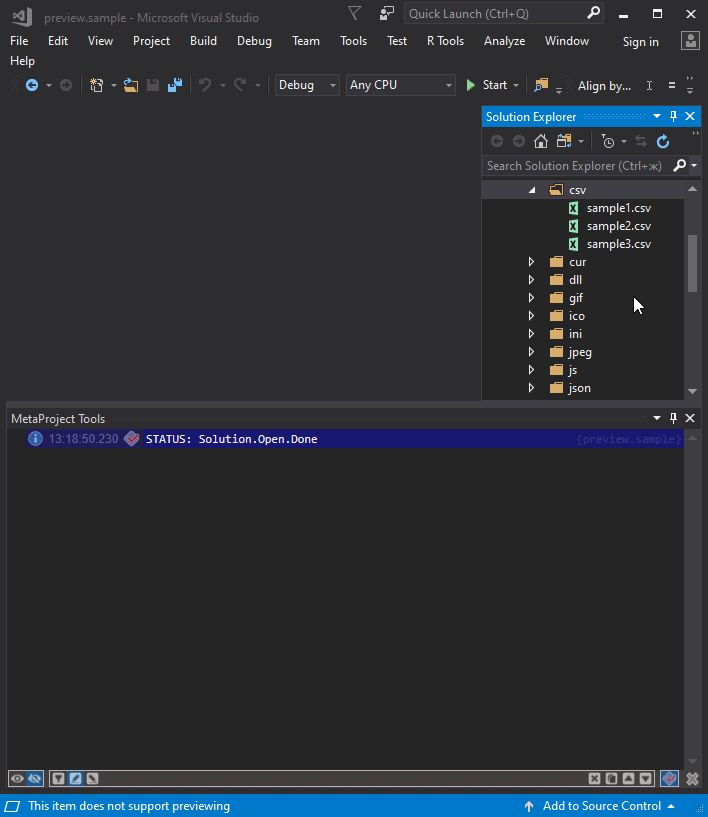 preview.sample - Microsoft Visual Studio
Quick Launch (Ctrl+Q)
File Edit View Project Build Debug Team Tools Test R Tools Analyze Window Sign in
Help
Debug Any CPU Start Align by...
Solution Explorer
Search Solution Explorer (Ctrl+ж)
csv
sample1.csv
sample2.csv
sample3.csv
cur
dll
gif
ico
ini
jpeg
js
json
MetaProject Tools
13:18:50.230 STATUS: Solution.Open.Done {preview.sample}
This item does not support previewing Add to Source Control